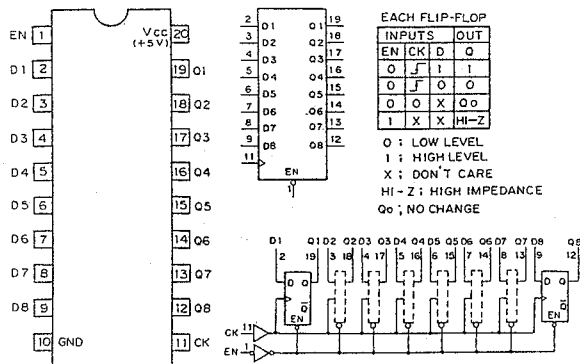 EN 1
VCC 20
(+5V)
D1 2
19 Q1
D2 3
18 Q2
D3 4
17 Q3
D4 5
16 Q4
D5 6
15 Q5
D6 7
14 Q6
D7 8
13 Q7
D8 9
12 Q8
10 GND
11 CK
2 D1 Q1 19
3 D2 Q2 18
4 D3 Q3 17
5 D4 Q4 16
6 D5 Q5 15
7 D6 Q6 14
8 D7 Q7 13
9 D8 Q8 12
11
EN
1
EACH FLIP-FLOP
INPUTS OUT
EN CK D Q
0 1 1
0 0 0
0 0 X Qo
1 X X HI-Z
0 ; LOW LEVEL
1 ; HIGH LEVEL
X ; DON'T CARE
HI-Z ; HIGH IMPEDANCE
Qo ; NO CHANGE
D1 Q1 D2 Q2 D3 Q3 D4 Q4 D5 Q5 D6 Q6 D7 Q7 D8 Q8
2 19 3 18 4 17 5 16 6 15 7 14 8 13 9 12
D Q
Q̅
EN
D Q
Q̅
EN
CK 11
EN 1